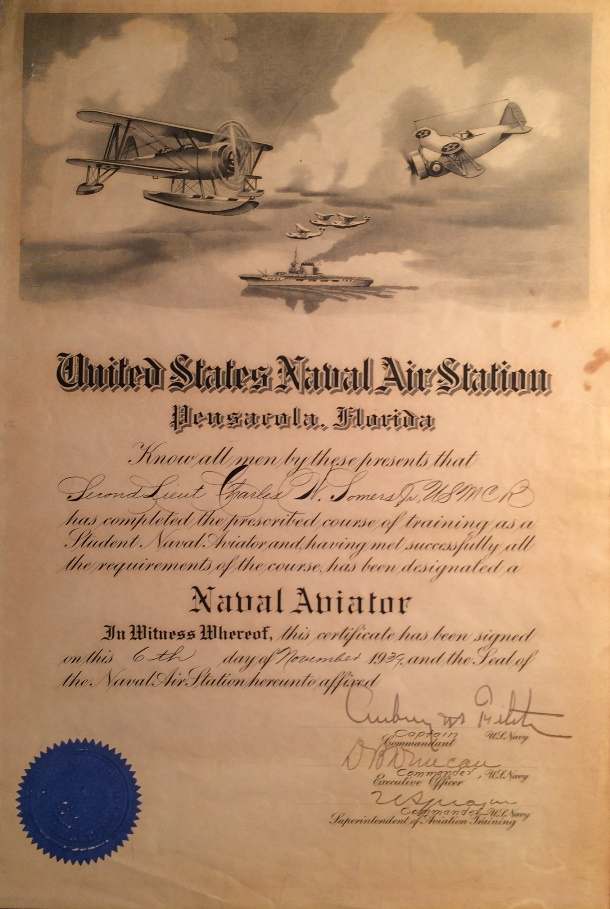 United States Naval Air Station
Pensacola, Florida
Know all men by these presents that
Second Lieut Charles W. Somers Jr, USMCR
has completed the prescribed course of training as a
Student Naval Aviator and, having met successfully all
the requirements of the course, has been designated a
Naval Aviator
In Witness Whereof, this certificate has been signed
on this 6th day of November 1939, and the Seal of
the Naval Air Station hereunto affixed
Captain
Commandant U.S. Navy
Commander, U.S. Navy
Executive Officer
Commander U.S. Navy
Superintendent of Aviation Training